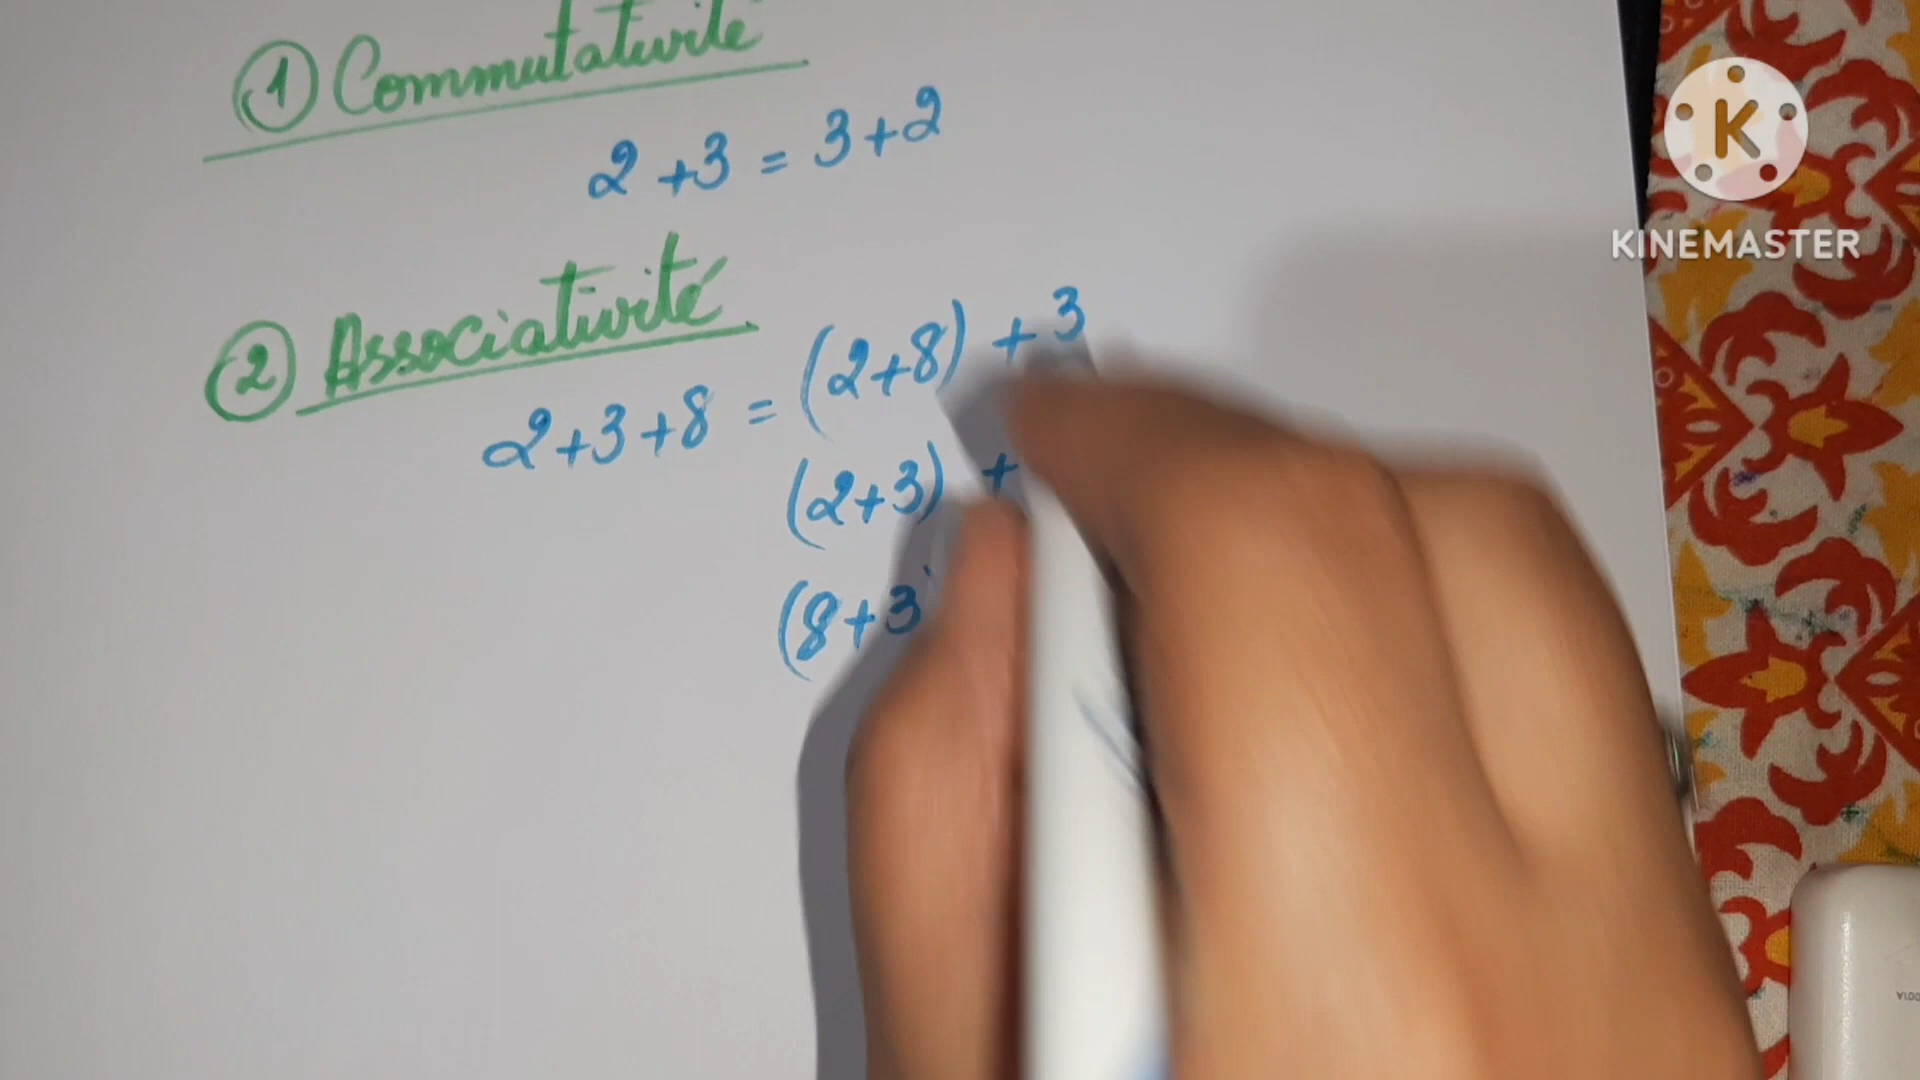 ① Commutativité
2 + 3 = 3 + 2
② Associativité
2 + 3 + 8 = (2 + 8) + 3
(2 + 3) +
(8 + 3)
K
KINEMASTER